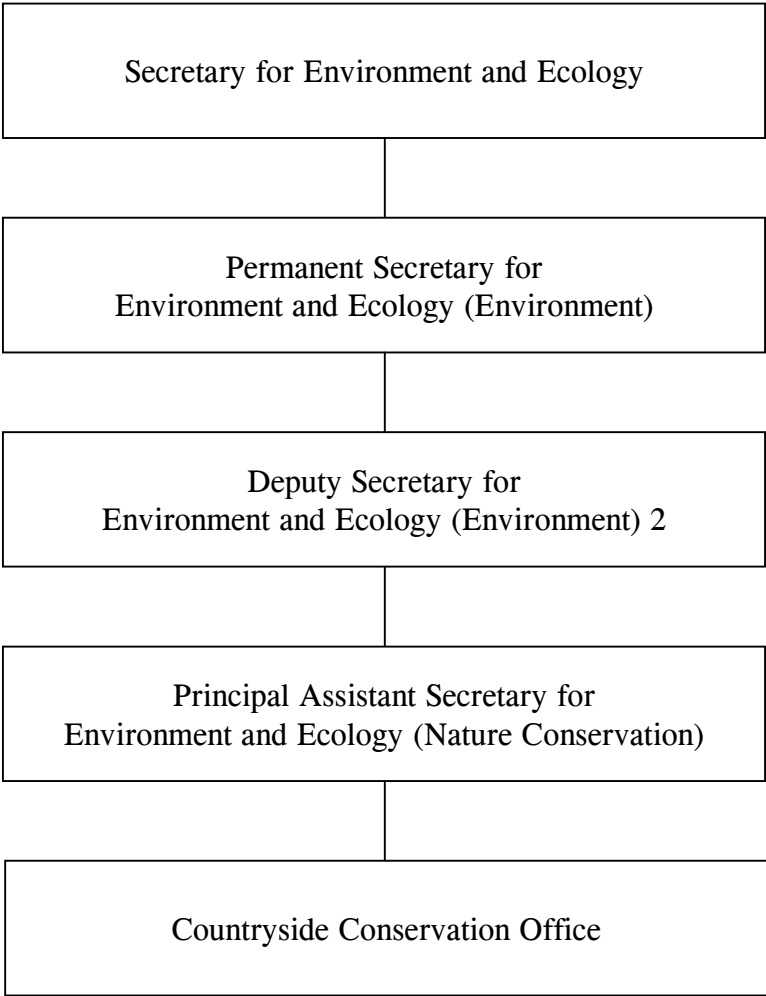 Secretary for Environment and Ecology
Permanent Secretary for
Environment and Ecology (Environment)
Deputy Secretary for
Environment and Ecology (Environment) 2
Principal Assistant Secretary for
Environment and Ecology (Nature Conservation)
Countryside Conservation Office